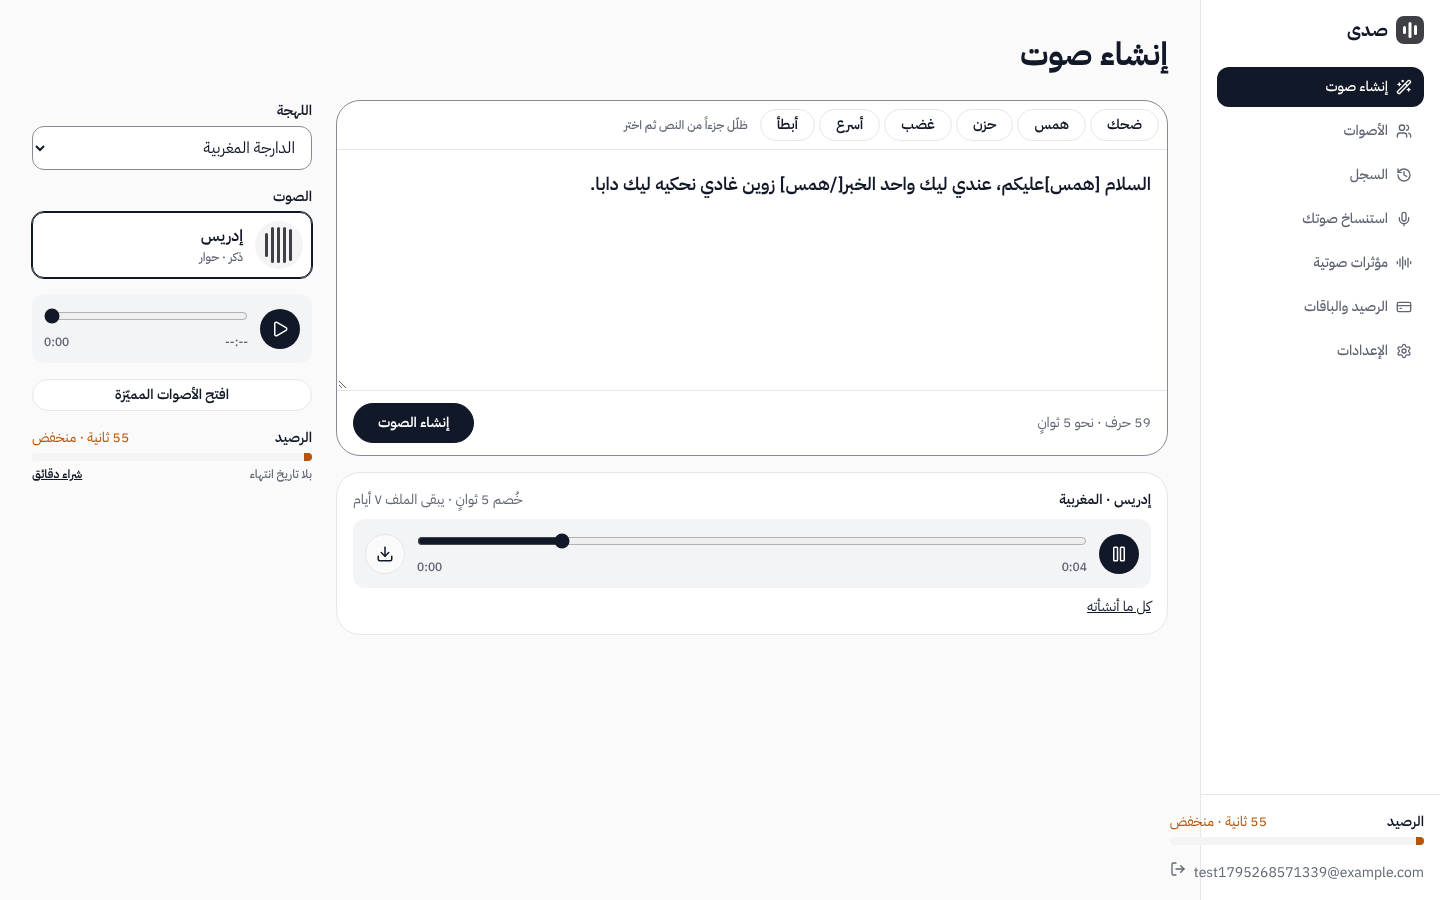 صدى
إنشاء صوت
الأصوات
السجل
استنساخ صوتك
مؤثرات صوتية
الرصيد والباقات
الإعدادات
الرصيد
55 ثانية · منخفض
test1795268571339@example.com
إنشاء صوت
ضحك
همس
حزن
غضب
أسرع
أبطأ
ظلّل جزءاً من النص ثم اختر
السلام [همس]عليكم، عندي ليك واحد الخبر[/همس] زوين غادي نحكيه ليك دابا.
59 حرف · نحو 5 ثوانٍ
إنشاء الصوت
إدريس · المغربية
خُصم 5 ثوانٍ · يبقى الملف ٧ أيام
0:04
0:00
كل ما أنشأته
اللهجة
الدارجة المغربية
الصوت
إدريس
ذكر · حوار
--:--
0:00
افتح الأصوات المميّزة
الرصيد
55 ثانية · منخفض
بلا تاريخ انتهاء
شراء دقائق